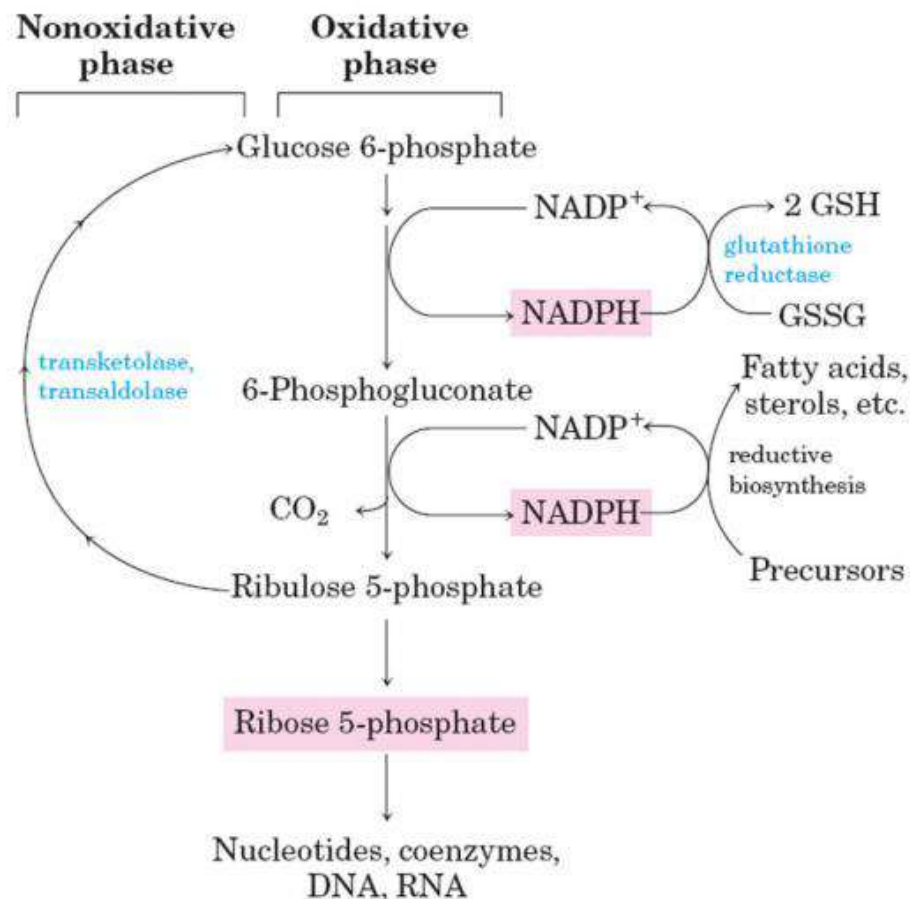 Nonoxidative
phase
Oxidative
phase
Glucose 6-phosphate
NADP+
2 GSH
glutathione
reductase
NADPH
GSSG
transketolase,
transaldolase
6-Phosphogluconate
Fatty acids,
sterols, etc.
NADP+
reductive
biosynthesis
CO2
NADPH
Precursors
Ribulose 5-phosphate
Ribose 5-phosphate
Nucleotides, coenzymes,
DNA, RNA